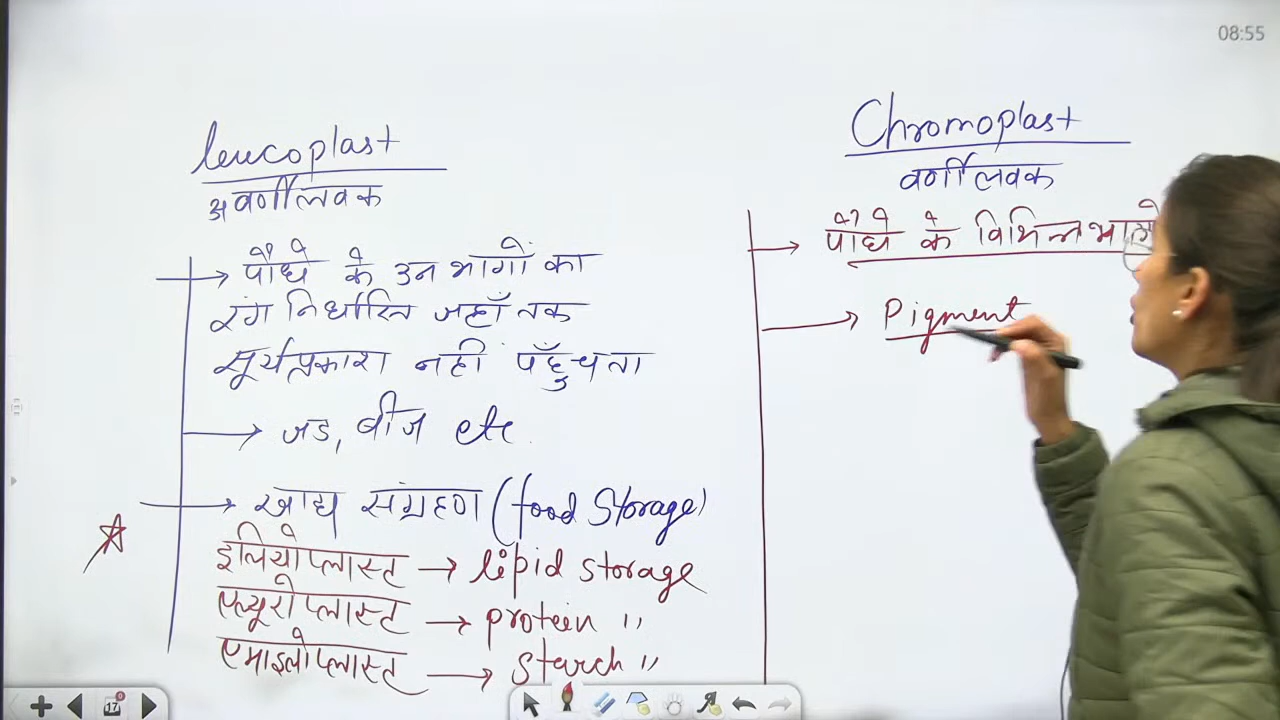 08:55
leucoplast
अवर्णीलवक
पौधे के उन भागों का
रंग निर्धारित जहाँ तक
सूर्यप्रकाश नही पँहुचता
जड, बीज etc.
खाद्य संग्रहण (food Storage)
इलियोप्लास्ट → lipid storage
एल्यूरोप्लास्ट → protein "
एमाइलोप्लास्ट → starch "
Chromoplast
वर्णीलवक
पौधे के विभिन्न
Pigment
17